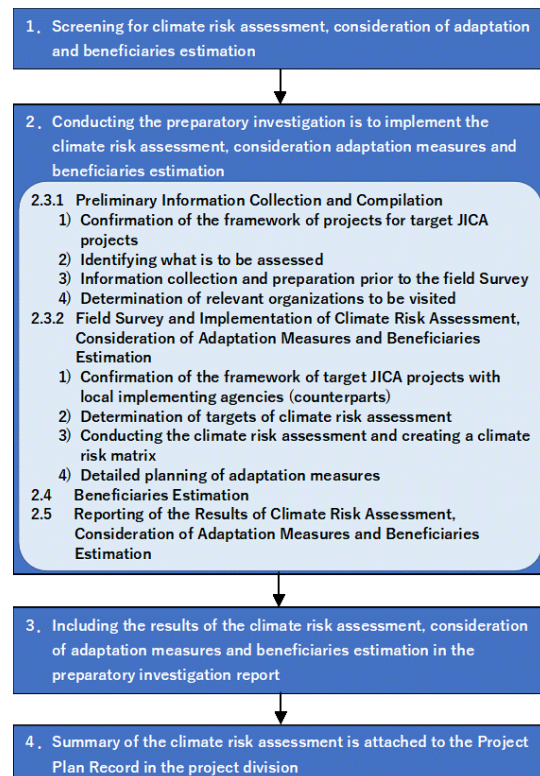 1. Screening for climate risk assessment, consideration of adaptation
and beneficiaries estimation
2. Conducting the preparatory investigation is to implement the
climate risk assessment, consideration adaptation measures and
beneficiaries estimation
2.3.1 Preliminary Information Collection and Compilation
1) Confirmation of the framework of projects for target JICA
projects
2) Identifying what is to be assessed
3) Information collection and preparation prior to the field Survey
4) Determination of relevant organizations to be visited
2.3.2 Field Survey and Implementation of Climate Risk Assessment,
Consideration of Adaptation Measures and Beneficiaries
Estimation
1) Confirmation of the framework of target JICA projects with
local implementing agencies (counterparts)
2) Determination of targets of climate risk assessment
3) Conducting the climate risk assessment and creating a climate
risk matrix
4) Detailed planning of adaptation measures
2.4 Beneficiaries Estimation
2.5 Reporting of the Results of Climate Risk Assessment,
Consideration of Adaptation Measures and Beneficiaries
Estimation
3. Including the results of the climate risk assessment, consideration
of adaptation measures and beneficiaries estimation in the
preparatory investigation report
4. Summary of the climate risk assessment is attached to the Project
Plan Record in the project division